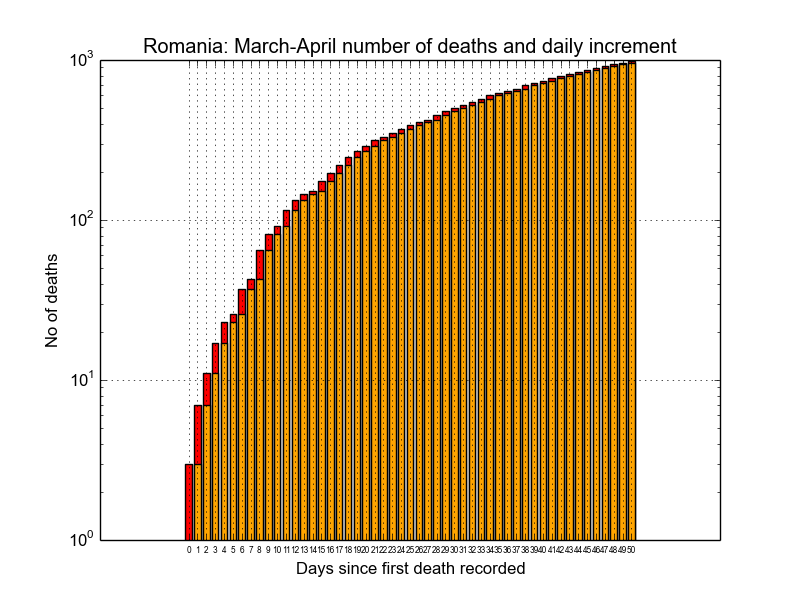 Romania: March-April number of deaths and daily increment
10³
10²
10¹
10⁰
No of deaths
0 1 2 3 4 5 6 7 8 9 10 11 12 13 14 15 16 17 18 19 20 21 22 23 24 25 26 27 28 29 30 31 32 33 34 35 36 37 38 39 40 41 42 43 44 45 46 47 48 49 50
Days since first death recorded